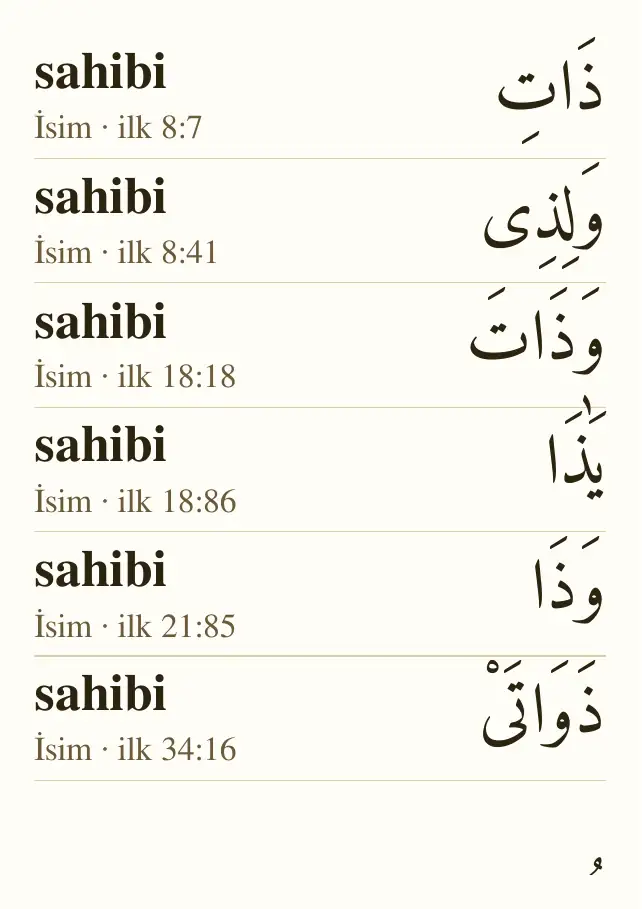 sahibi ذَاتِ
İsim · ilk 8:7
sahibi وَلِذِى
İsim · ilk 8:41
sahibi وَذَاتَ
İsim · ilk 18:18
sahibi يَٰذَا
İsim · ilk 18:86
sahibi وَذَا
İsim · ilk 21:85
sahibi ذَوَاتَىْ
İsim · ilk 34:16